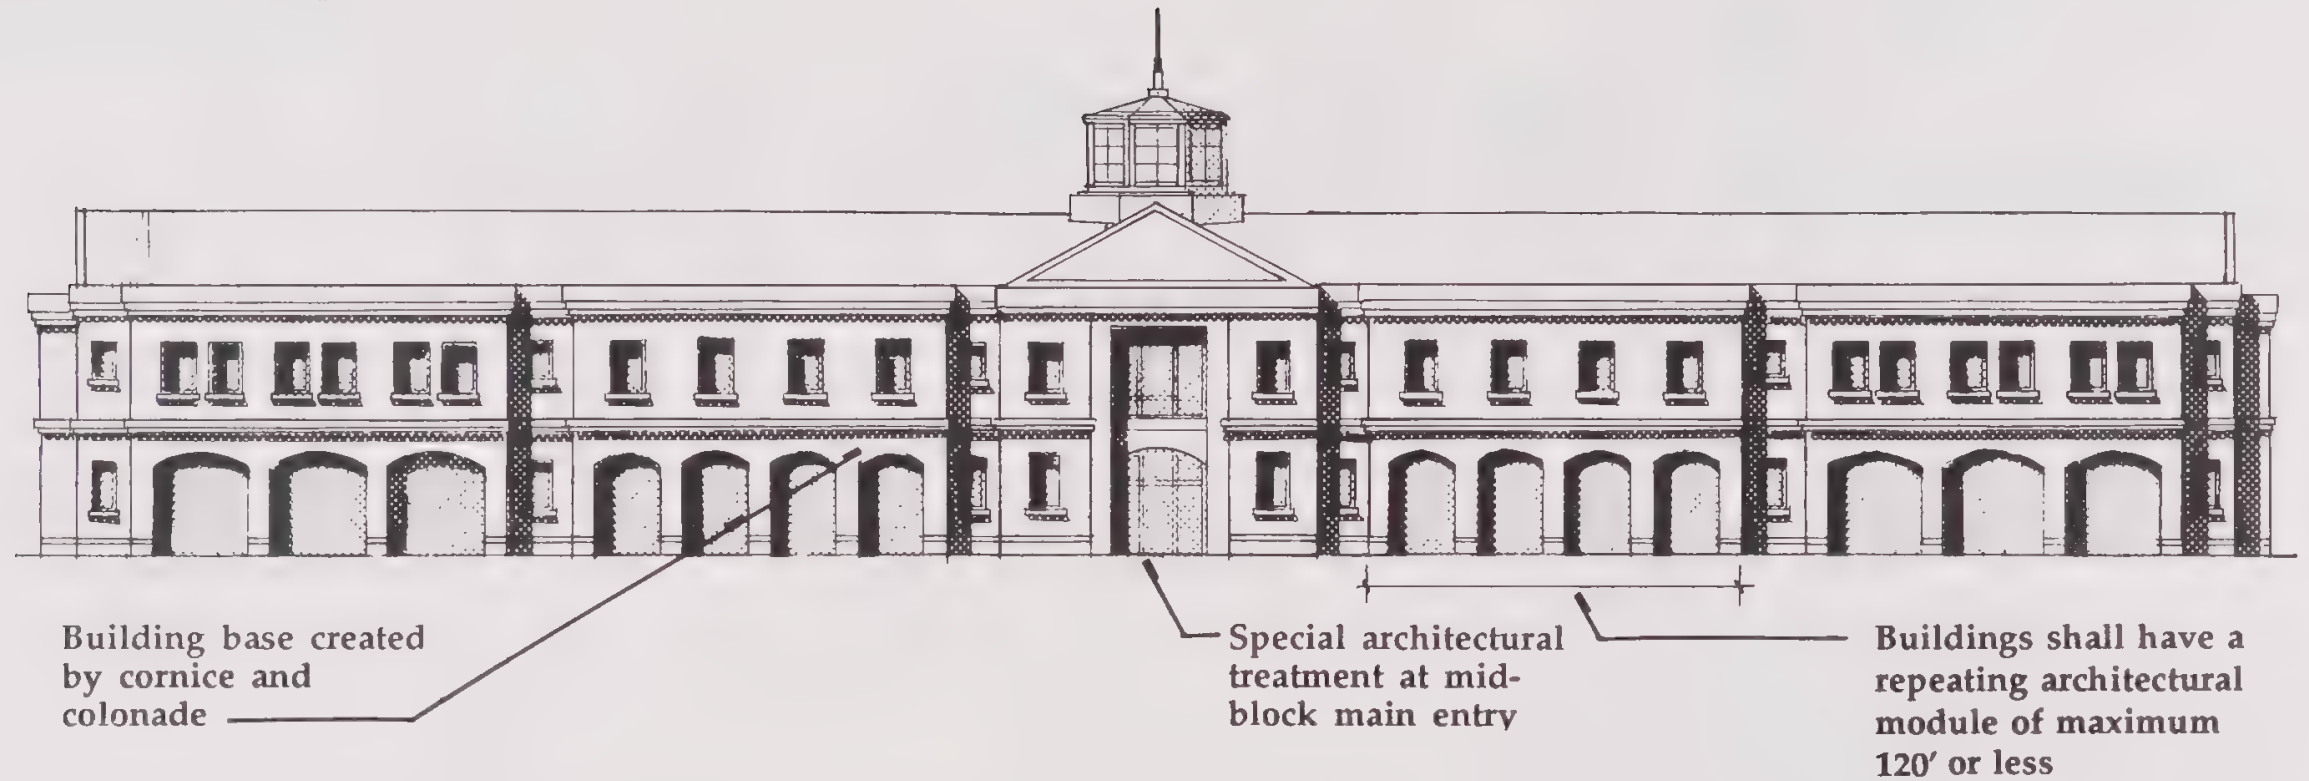 Building base created
by cornice and
colonade
Special architectural
treatment at mid-
block main entry
Buildings shall have a
repeating architectural
module of maximum
120' or less